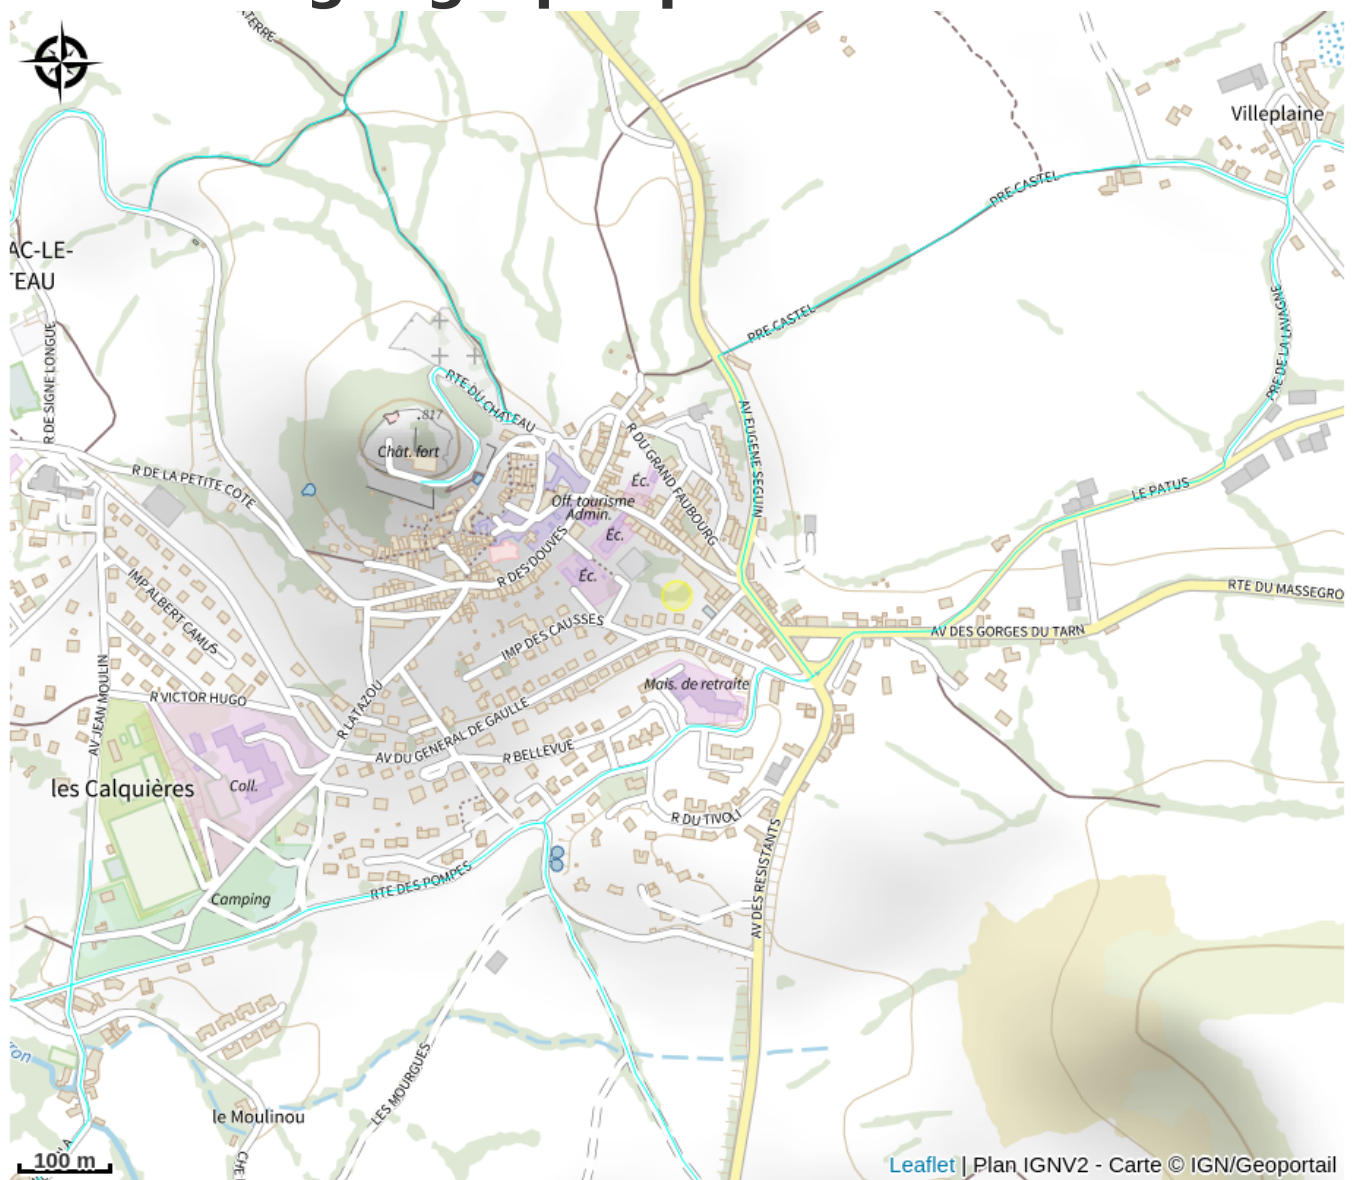 Villeplaine
PRE CASTEL
AC-LE-
TEAU
PRE CASTEL
PRE DE LA LAVAGNE
R DE SIGNE LONGUE
RTE DU CHATEAU
817
Chât. fort
AV EUGENE SEGUIN
R DU GRAND FAUBOURG
R DE LA PETITE COTE
Éc.
Off. tourisme
Admin.
LE PATUS
Éc.
R DES DOUVES
Éc.
IMP ALBERT CAMUS
RTE DU MASSEGRO
IMP DES CAUSSES
AV DES GORGES DU TARN
AV JEAN MOULIN
R VICTOR HUGO
Mais. de retraite
R LATAZOU
AV DU GENERAL DE GAULLE
R BELLEVUE
les Calquières
Coll.
R DU TIVOLI
AV DES RESISTANTS
RTE DES POMPES
Camping
LES MOURGUES
le Moulinou
CHE
LA
100 m
Leaflet | Plan IGNV2 - Carte © IGN/Geoportail